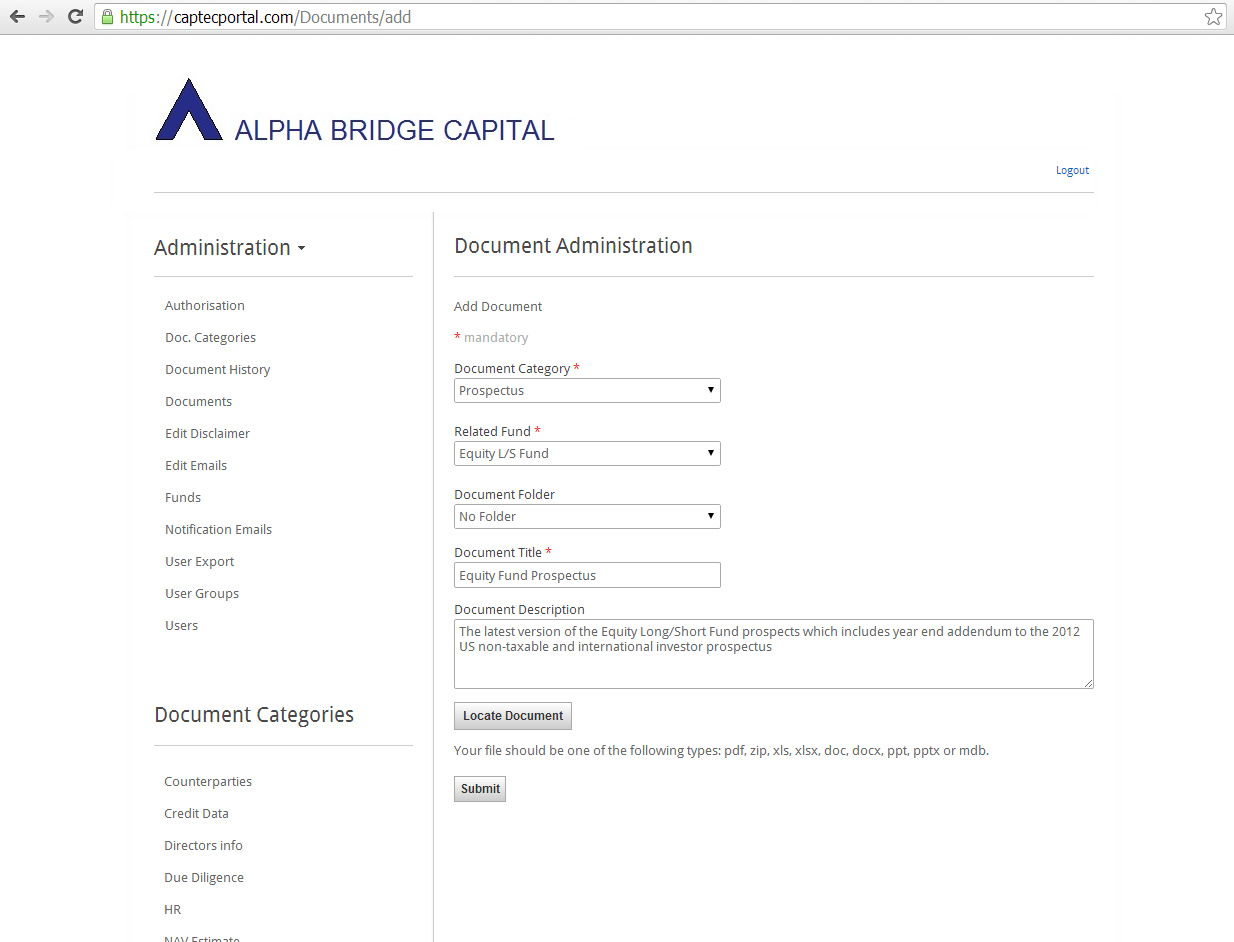 https://captecportal.com/Documents/add
ALPHA BRIDGE CAPITAL
Logout
Administration
Authorisation
Doc. Categories
Document History
Documents
Edit Disclaimer
Edit Emails
Funds
Notification Emails
User Export
User Groups
Users
Document Categories
Counterparties
Credit Data
Directors info
Due Diligence
HR
NAV Estimate
Document Administration
Add Document
* mandatory
Document Category *
Prospectus
Related Fund *
Equity L/S Fund
Document Folder
No Folder
Document Title *
Equity Fund Prospectus
Document Description
The latest version of the Equity Long/Short Fund prospects which includes year end addendum to the 2012
US non-taxable and international investor prospectus
Locate Document
Your file should be one of the following types: pdf, zip, xls, xlsx, doc, docx, ppt, pptx or mdb.
Submit